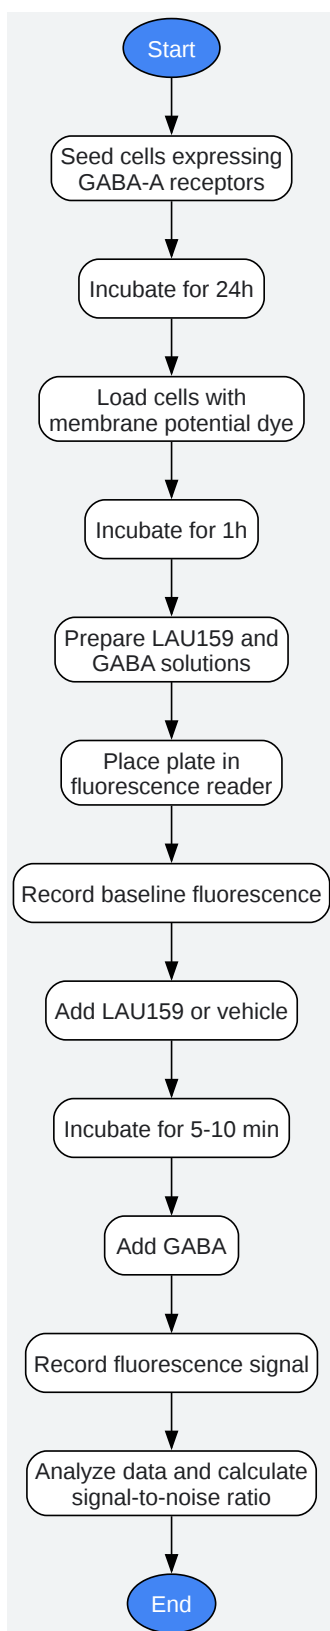 Start
Seed cells expressing
GABA-A receptors
Incubate for 24h
Load cells with
membrane potential dye
Incubate for 1h
Prepare LAU159 and
GABA solutions
Place plate in
fluorescence reader
Record baseline fluorescence
Add LAU159 or vehicle
Incubate for 5-10 min
Add GABA
Record fluorescence signal
Analyze data and calculate
signal-to-noise ratio
End